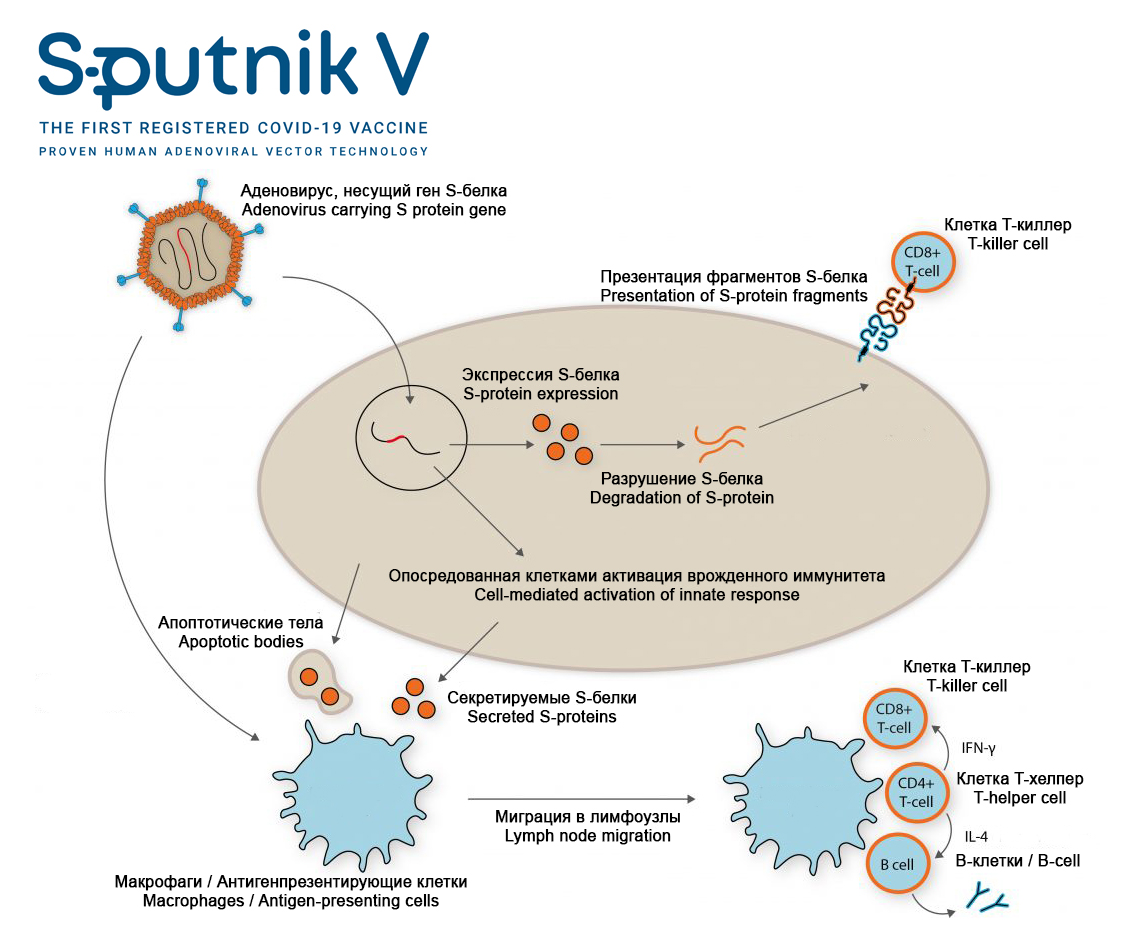 Sputnik V
THE FIRST REGISTERED COVID-19 VACCINE
PROVEN HUMAN ADENOVIRAL VECTOR TECHNOLOGY
Аденовирус, несущий ген S-белка
Adenovirus carrying S protein gene
Клетка Т-киллер
T-killer cell
CD8+
T-cell
Презентация фрагментов S-белка
Presentation of S-protein fragments
Экспрессия S-белка
S-protein expression
Разрушение S-белка
Degradation of S-protein
Опосредованная клетками активация врожденного иммунитета
Cell-mediated activation of innate response
Апоптотические тела
Apoptotic bodies
Секретируемые S-белки
Secreted S-proteins
Клетка Т-киллер
T-killer cell
CD8+
T-cell
IFN-γ
CD4+
T-cell
Клетка Т-хелпер
T-helper cell
IL-4
B cell
В-клетки / B-cell
Миграция в лимфоузлы
Lymph node migration
Макрофаги / Антигенпрезентирующие клетки
Macrophages / Antigen-presenting cells